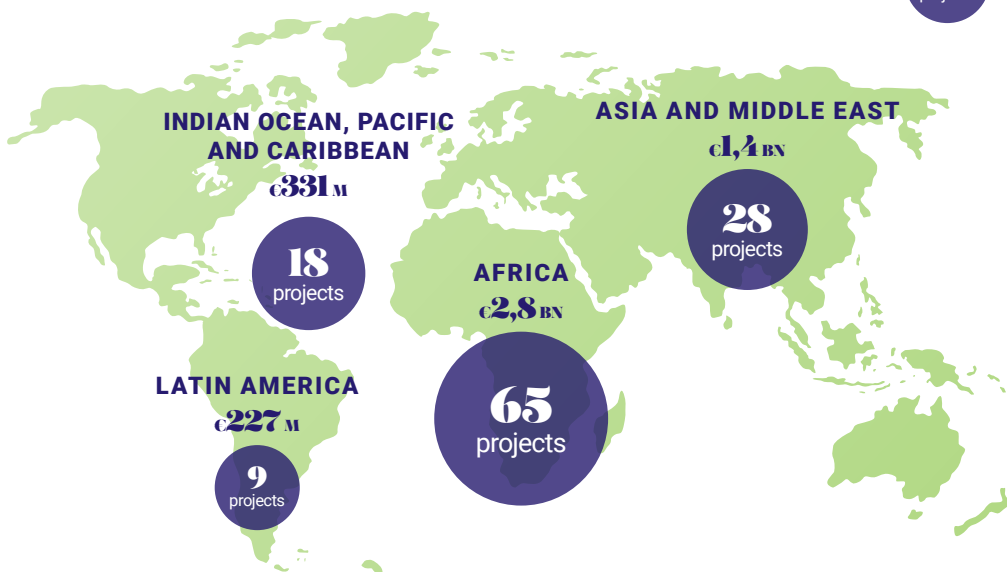 INDIAN OCEAN, PACIFIC
AND CARIBBEAN
€331 M
18
projects
ASIA AND MIDDLE EAST
€1,4 BN
28
projects
AFRICA
€2,8 BN
65
projects
LATIN AMERICA
€227 M
9
projects